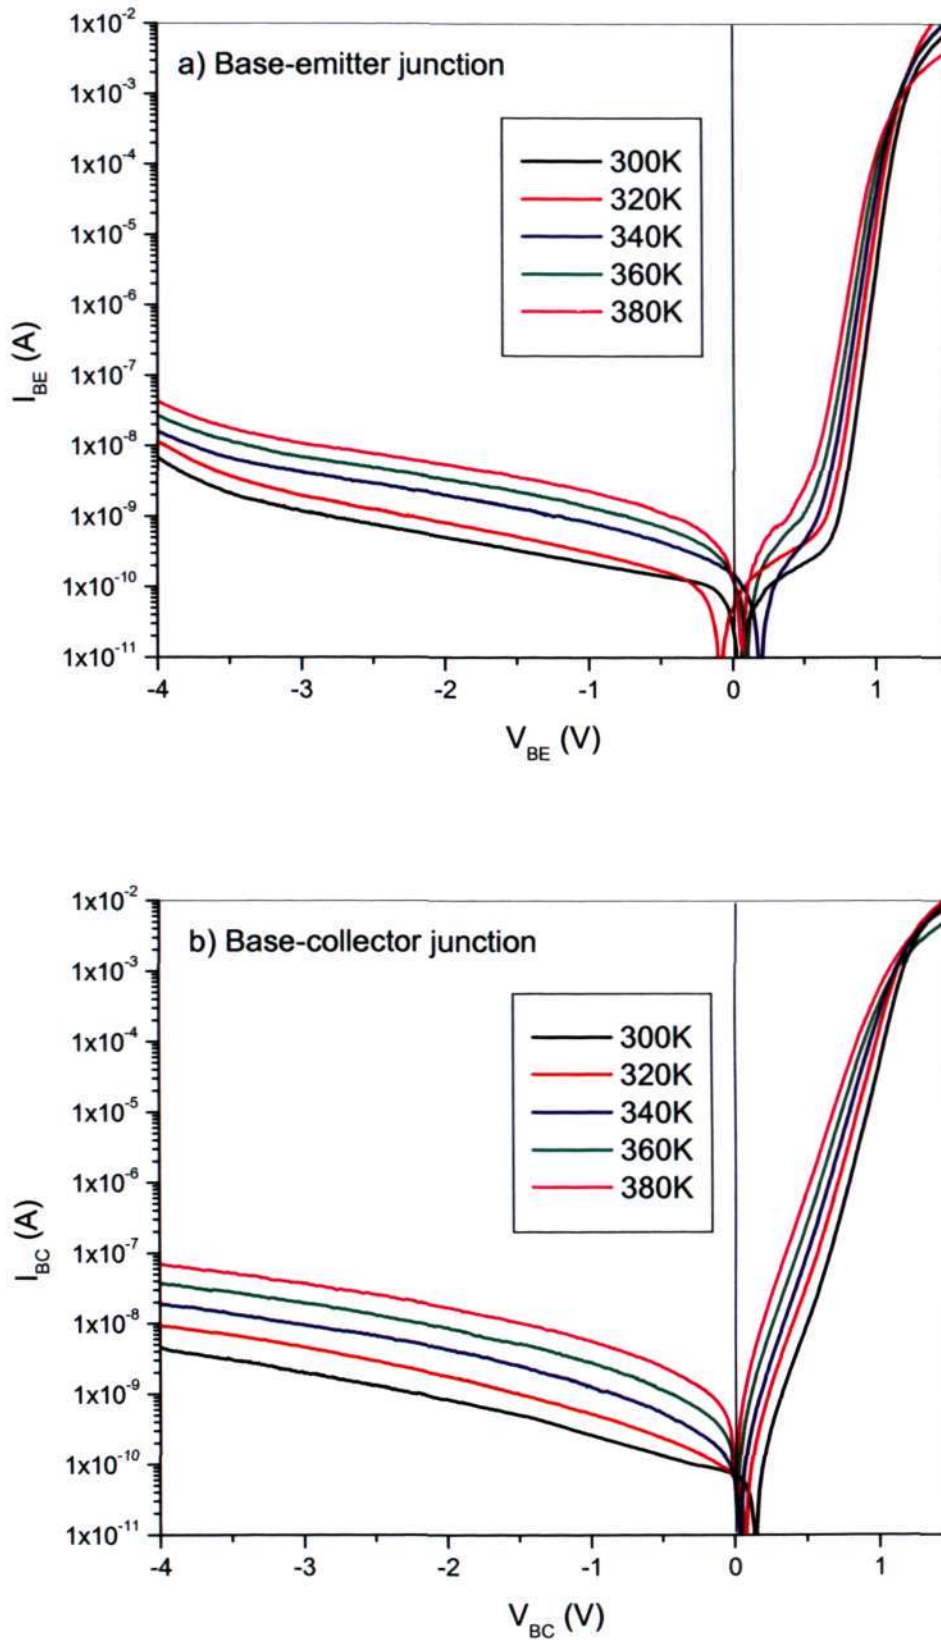 a) Base-emitter junction
300K
320K
340K
360K
380K
1x10⁻²
1x10⁻³
1x10⁻⁴
1x10⁻⁵
1x10⁻⁶
1x10⁻⁷
1x10⁻⁸
1x10⁻⁹
1x10⁻¹⁰
1x10⁻¹¹
I_BE (A)
-4 -3 -2 -1 0 1
V_BE (V)
b) Base-collector junction
300K
320K
340K
360K
380K
1x10⁻²
1x10⁻³
1x10⁻⁴
1x10⁻⁵
1x10⁻⁶
1x10⁻⁷
1x10⁻⁸
1x10⁻⁹
1x10⁻¹⁰
1x10⁻¹¹
I_BC (A)
-4 -3 -2 -1 0 1
V_BC (V)